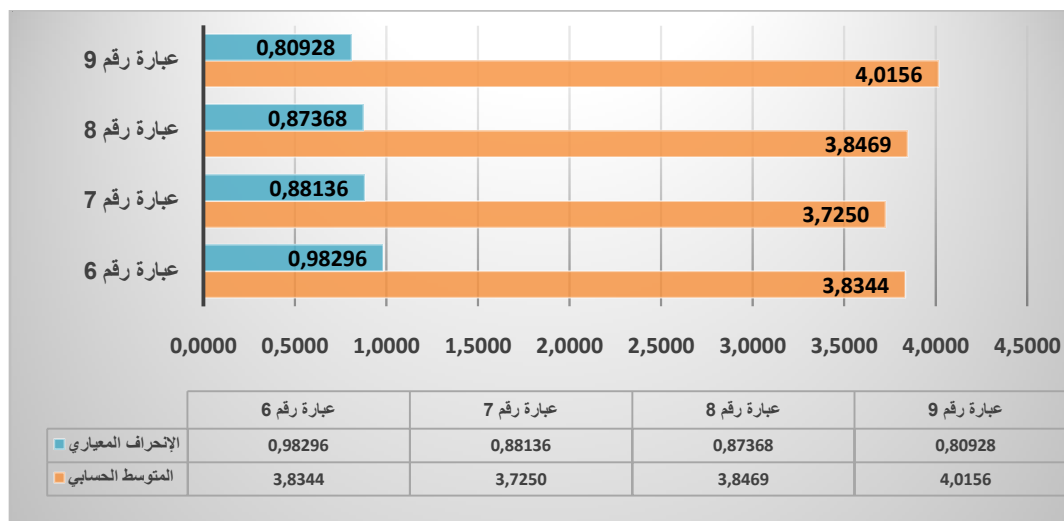 عبارة رقم 9
0,80928
4,0156
عبارة رقم 8
0,87368
3,8469
عبارة رقم 7
0,88136
3,7250
عبارة رقم 6
0,98296
3,8344
0,0000 0,5000 1,0000 1,5000 2,0000 2,5000 3,0000 3,5000 4,0000 4,5000
عبارة رقم 6 عبارة رقم 7 عبارة رقم 8 عبارة رقم 9
الإنحراف المعياري 0,98296 0,88136 0,87368 0,80928
المتوسط الحسابي 3,8344 3,7250 3,8469 4,0156